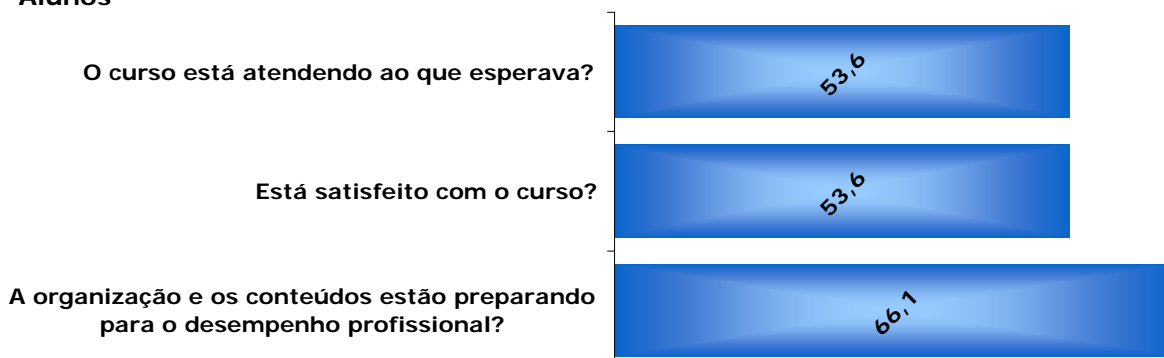 Alunos
O curso está atendendo ao que esperava?
53,6
Está satisfeito com o curso?
53,6
A organização e os conteúdos estão preparando
para o desempenho profissional?
66,1